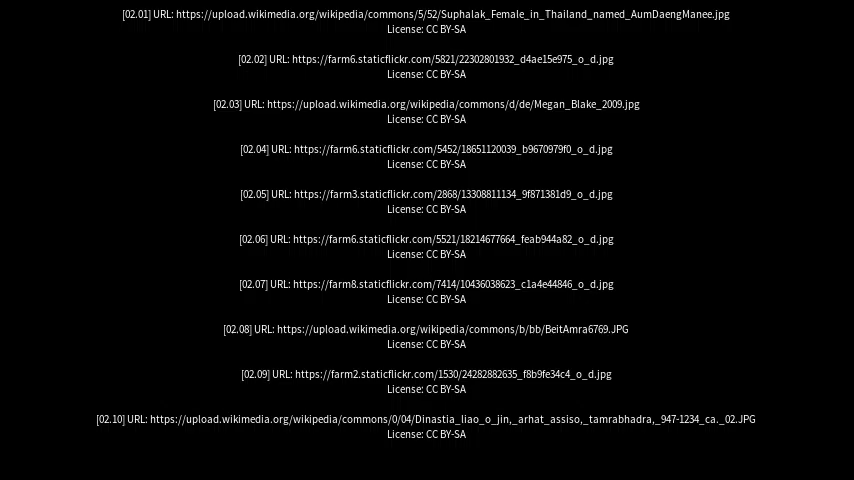 [02.01] URL: https://upload.wikimedia.org/wikipedia/commons/5/52/Suphalak_Female_in_Thailand_named_AumDaengManee.jpg
License: CC BY-SA
[02.02] URL: https://farm6.staticflickr.com/5821/22302801932_d4ae15e975_o_d.jpg
License: CC BY-SA
[02.03] URL: https://upload.wikimedia.org/wikipedia/commons/d/de/Megan_Blake_2009.jpg
License: CC BY-SA
[02.04] URL: https://farm6.staticflickr.com/5452/18651120039_b9670979f0_o_d.jpg
License: CC BY-SA
[02.05] URL: https://farm3.staticflickr.com/2868/13308811134_9f871381d9_o_d.jpg
License: CC BY-SA
[02.06] URL: https://farm6.staticflickr.com/5521/18214677664_feab944a82_o_d.jpg
License: CC BY-SA
[02.07] URL: https://farm8.staticflickr.com/7414/10436038623_c1a4e44846_o_d.jpg
License: CC BY-SA
[02.08] URL: https://upload.wikimedia.org/wikipedia/commons/b/bb/BeitAmra6769.JPG
License: CC BY-SA
[02.09] URL: https://farm2.staticflickr.com/1530/24282882635_f8b9fe34c4_o_d.jpg
License: CC BY-SA
[02.10] URL: https://upload.wikimedia.org/wikipedia/commons/0/04/Dinastia_liao_o_jin,_arhat_assiso,_tamrabhadra,_947-1234_ca._02.JPG
License: CC BY-SA